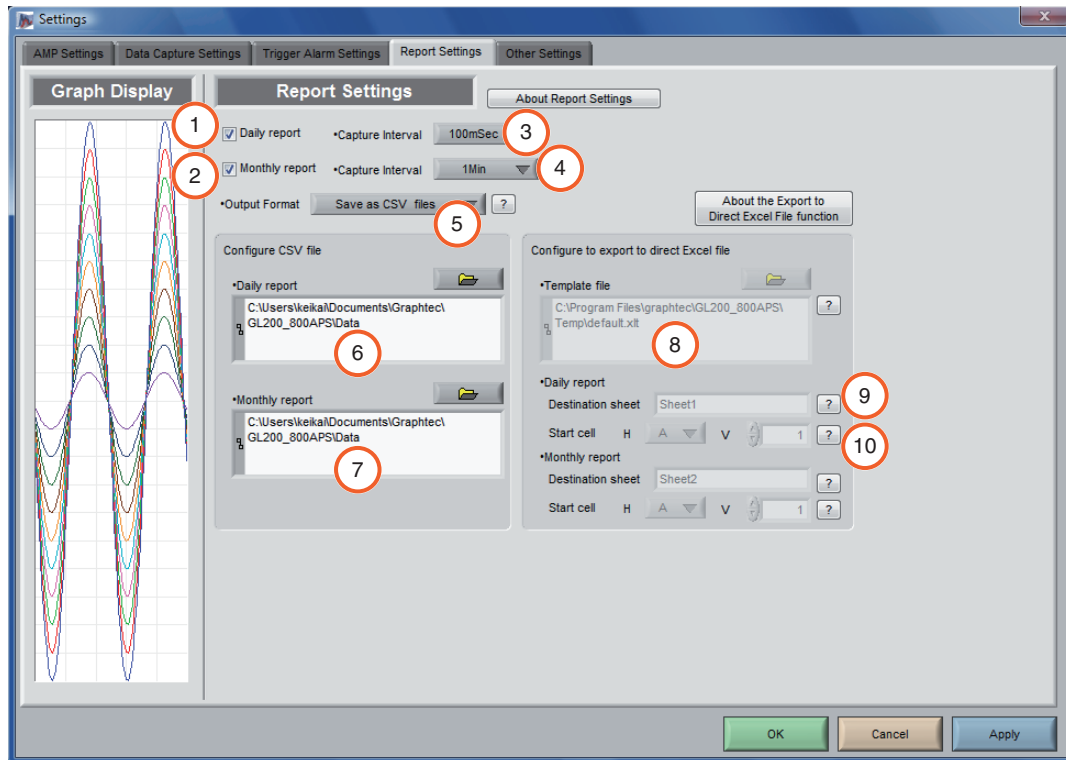 Settings
x
AMP Settings
Data Capture Settings
Trigger Alarm Settings
Report Settings
Other Settings
Graph Display
Report Settings
About Report Settings
1
Daily report
•Capture Interval
100mSec
3
2
Monthly report
•Capture Interval
1Min
4
•Output Format
Save as CSV files
?
5
About the Export to
Direct Excel File function
Configure CSV file
•Daily report
C:\Users\keikai\Documents\Graphtec\
GL200_800APS\Data
6
•Monthly report
C:\Users\keikai\Documents\Graphtec\
GL200_800APS\Data
7
Configure to export to direct Excel file
•Template file
C:\Program Files\graphtec\GL200_800APS\
Temp\default.xlt
?
8
•Daily report
Destination sheet
Sheet1
?
9
Start cell
H
A
V
1
?
10
•Monthly report
Destination sheet
Sheet2
?
Start cell
H
A
V
1
?
OK
Cancel
Apply